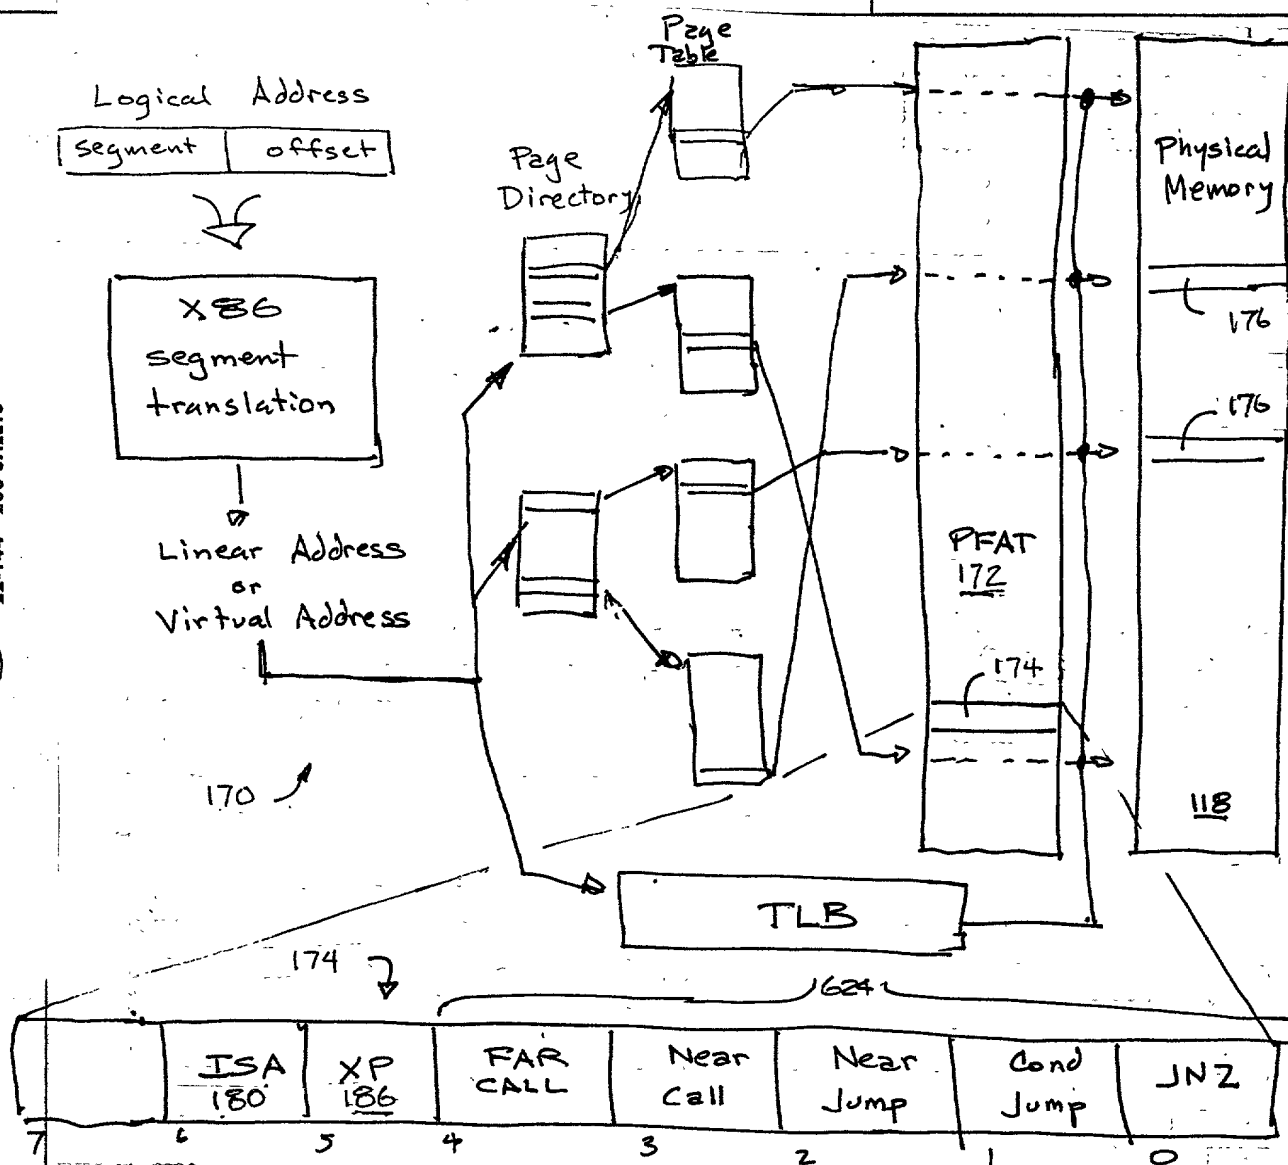 Page
Table
Logical Address
segment offset
Page
Directory
Physical
Memory
X86
segment
translation
176
176
Linear Address
or
Virtual Address
PFAT
172
174
170
118
TLB
174
624
ISA
180
XP
186
FAR
CALL
Near
Call
Near
Jump
Cond
Jump
JNZ
7 6 5 4 3 2 1 0